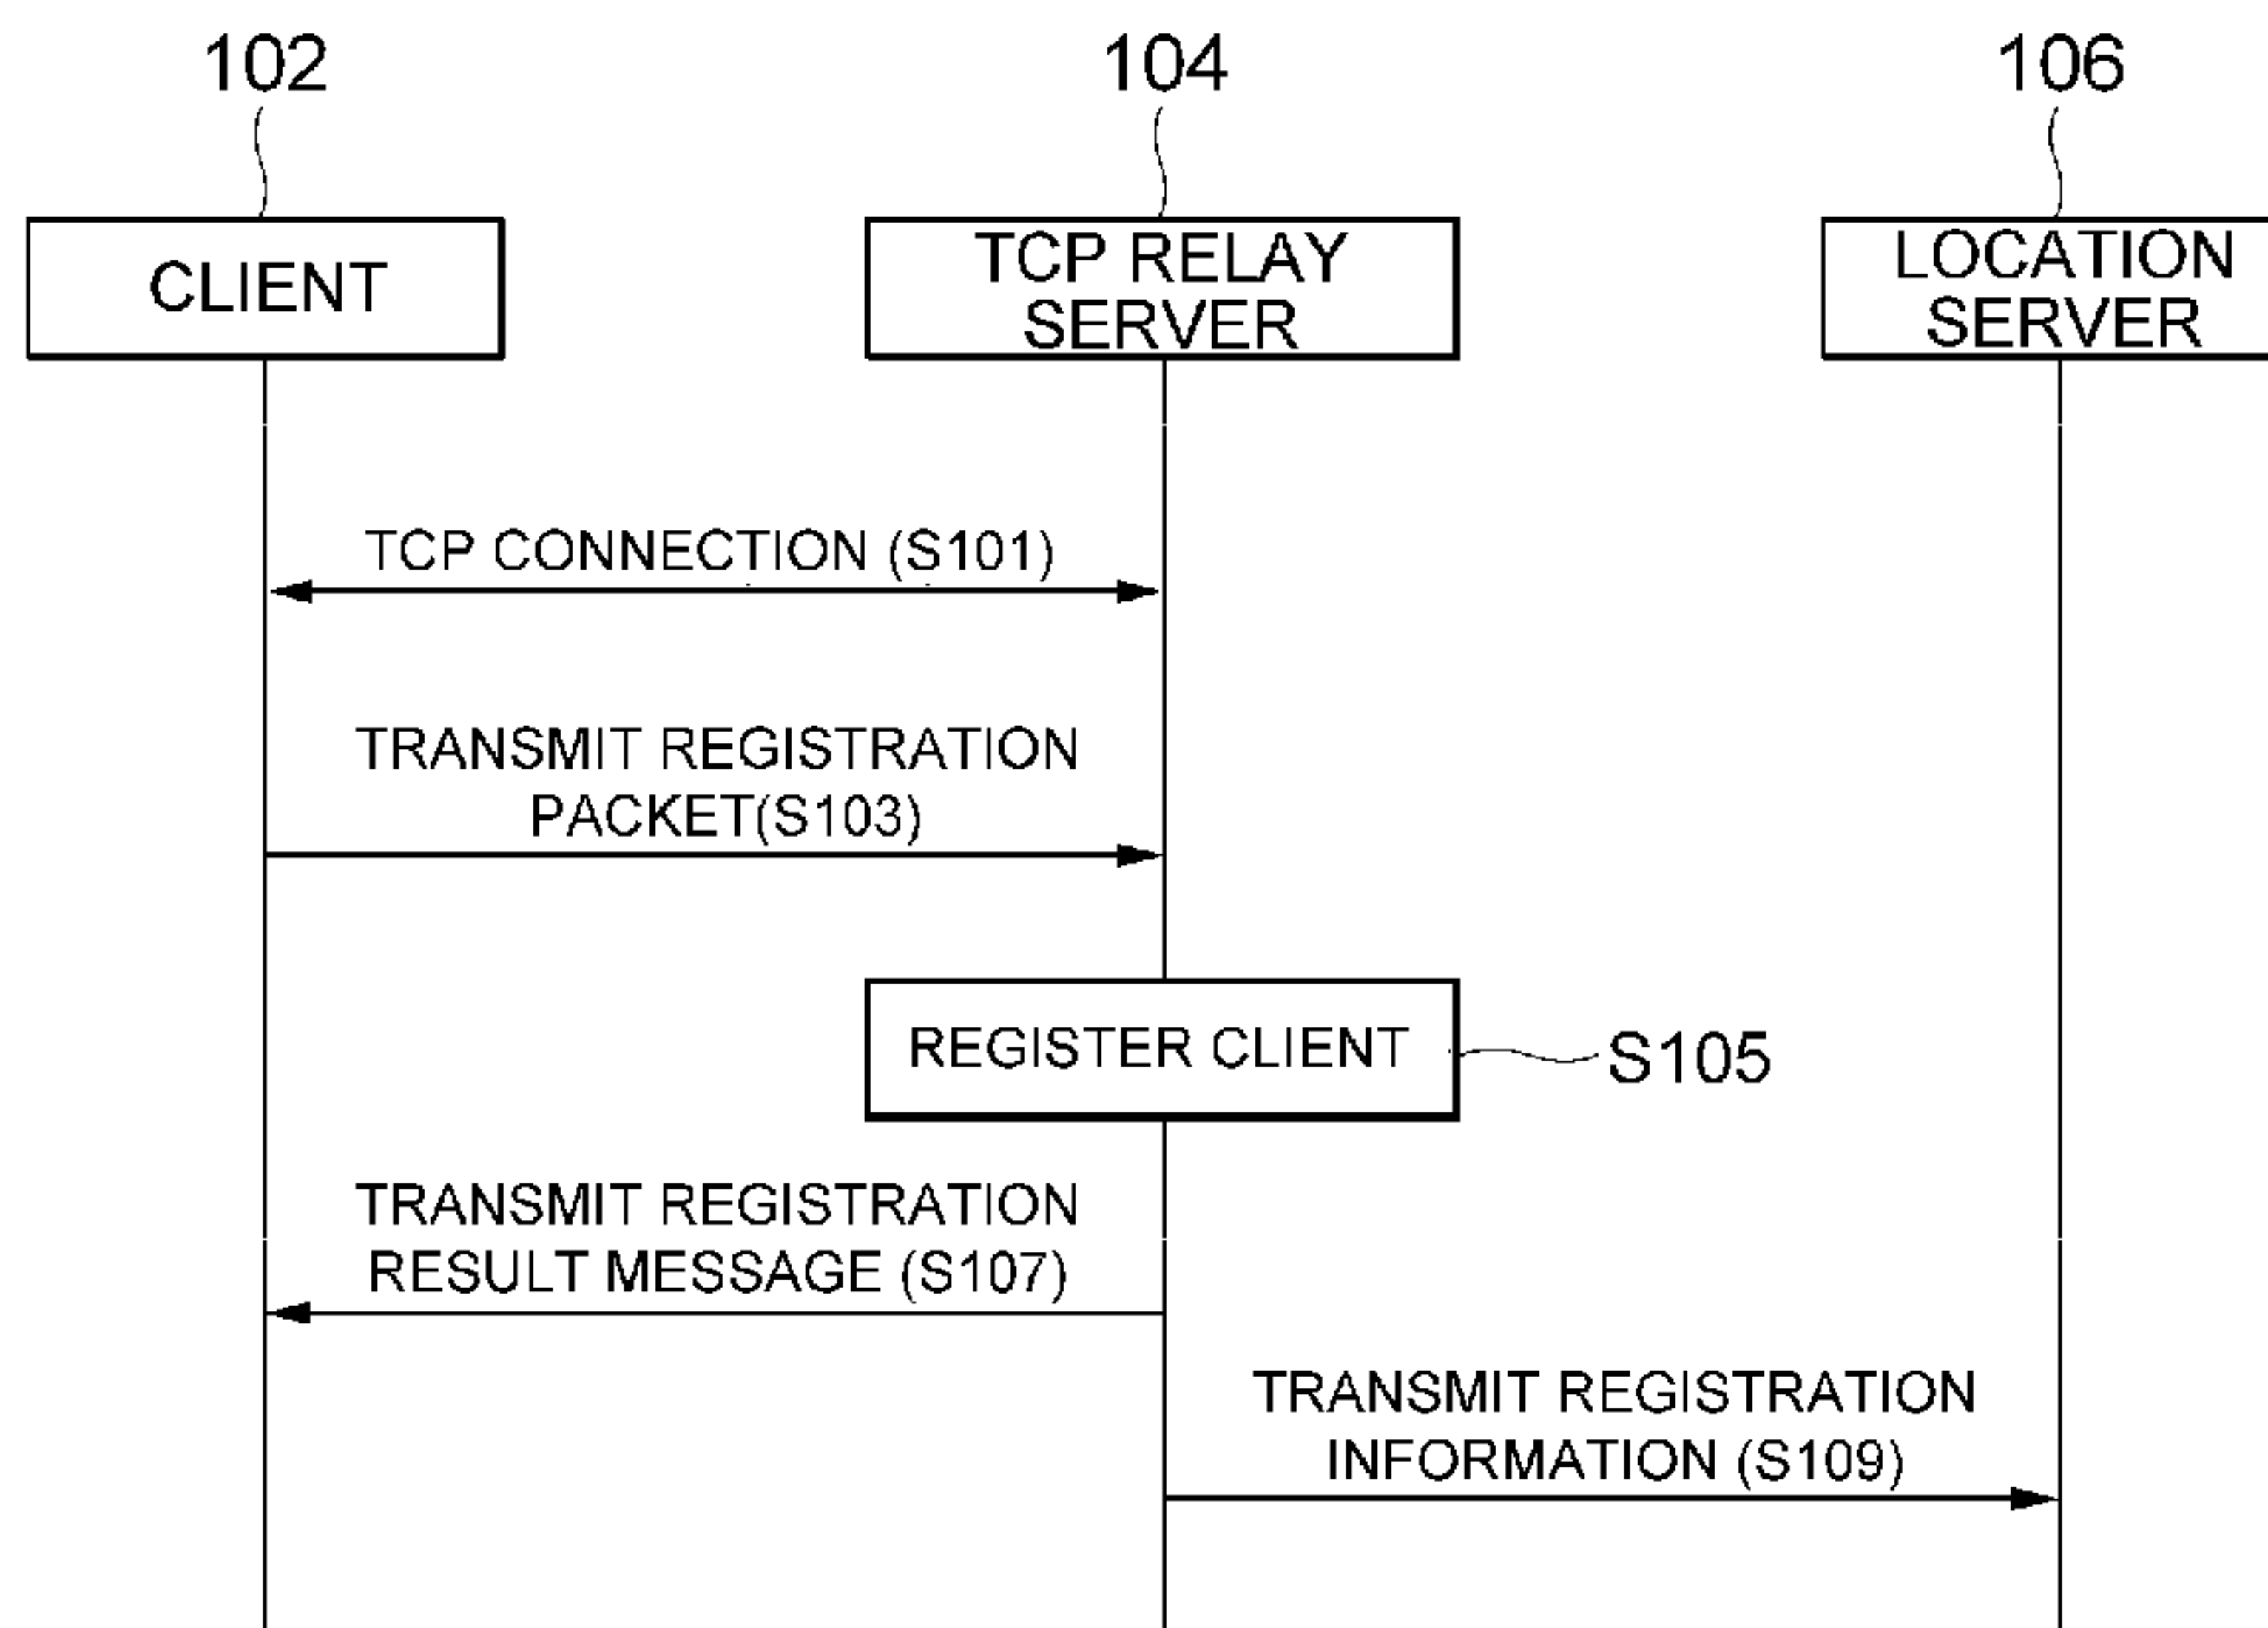 102
104
106
CLIENT
TCP RELAY
SERVER
LOCATION
SERVER
TCP CONNECTION (S101)
TRANSMIT REGISTRATION
PACKET(S103)
REGISTER CLIENT
S105
TRANSMIT REGISTRATION
RESULT MESSAGE (S107)
TRANSMIT REGISTRATION
INFORMATION (S109)